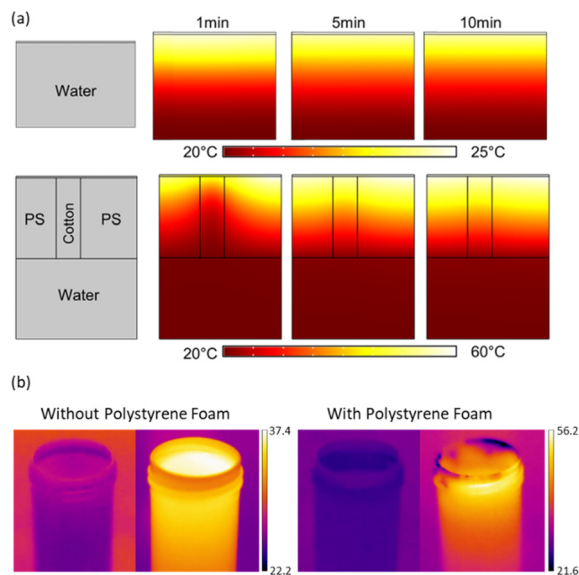 (a)
1min 5min 10min
Water
20°C 25°C
PS Cotton PS
Water
20°C 60°C
(b)
Without Polystyrene Foam With Polystyrene Foam
37.4 56.2
22.2 21.6